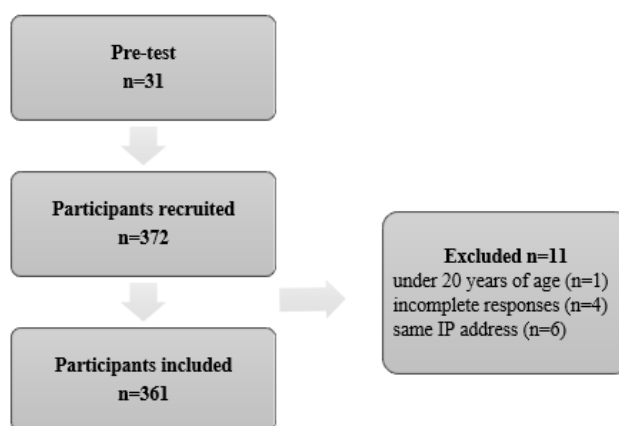 Pre-test
n=31
Participants recruited
n=372
Excluded n=11
under 20 years of age (n=1)
incomplete responses (n=4)
same IP address (n=6)
Participants included
n=361